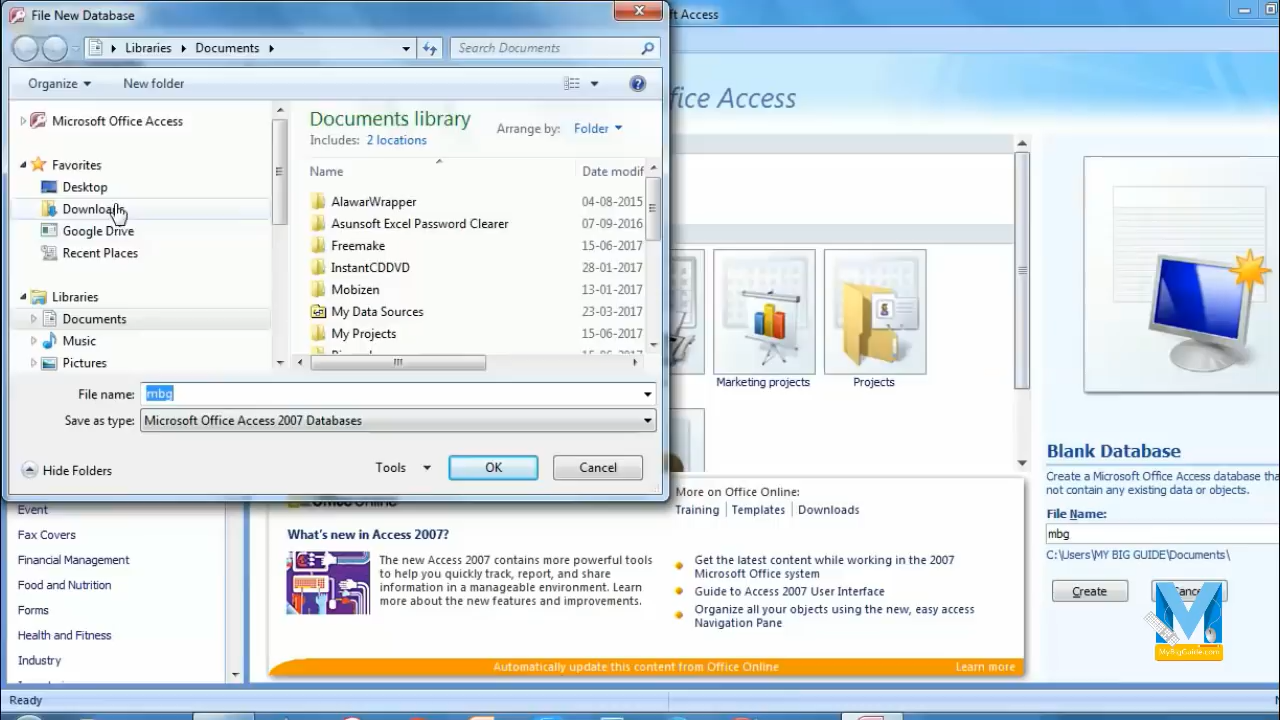 File New Database
ft Access
Libraries
Documents
Search Documents
Organize
New folder
Microsoft Office Access
Favorites
Desktop
Downloads
Google Drive
Recent Places
Libraries
Documents
Music
Pictures
Documents library
Includes: 2 locations
Arrange by: Folder
Name
Date modif
AlawarWrapper 04-08-2015
Asunsoft Excel Password Clearer 07-09-2016
Freemake 15-06-2017
InstantCDDVD 28-01-2017
Mobizen 13-01-2017
My Data Sources 23-03-2017
My Projects 15-06-2017
File name: mbg
Save as type: Microsoft Office Access 2007 Databases
Hide Folders
Tools
OK
Cancel
fice Access
Marketing projects
Projects
Blank Database
Create a Microsoft Office Access database that
not contain any existing data or objects.
File Name:
mbg
C:\Users\MY BIG GUIDE\Documents\
Create
Cance
MyBigGuide.com
Event
Fax Covers
Financial Management
Food and Nutrition
Forms
Health and Fitness
Industry
What's new in Access 2007?
The new Access 2007 contains more powerful tools
to help you quickly track, report, and share
information in a manageable environment. Learn
more about the new features and improvements.
More on Office Online:
Training | Templates | Downloads
Get the latest content while working in the 2007
Microsoft Office system
Guide to Access 2007 User Interface
Organize all your objects using the new, easy access
Navigation Pane
Automatically update this content from Office Online
Learn more
Ready